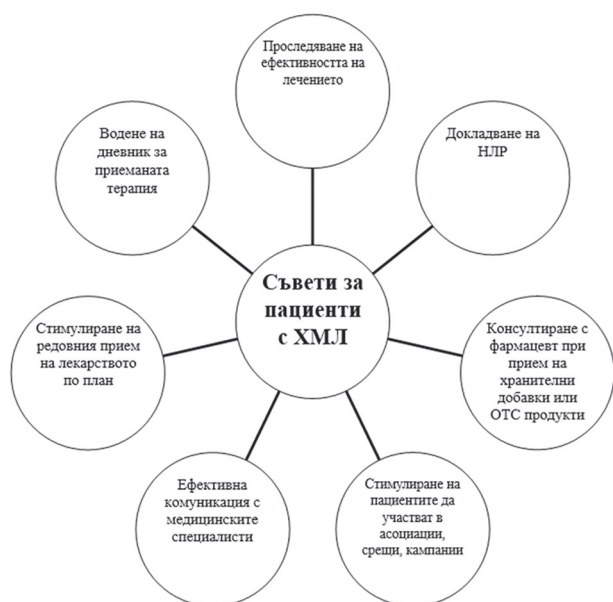 Проследяване на
ефективността на
лечението
Водене на
дневник за
приеманата
терапия
Докладване на
НЛР
Съвети за
пациенти
с ХМЛ
Стимулиране на
редовния прием
на лекарството
по план
Консултиране с
фармацевт при
прием на
хранителни
добавки или
ОТС продукти
Ефективна
комуникация с
медицинските
специалисти
Стимулиране на
пациентите да
участват в
асоциации,
срещи, кампании